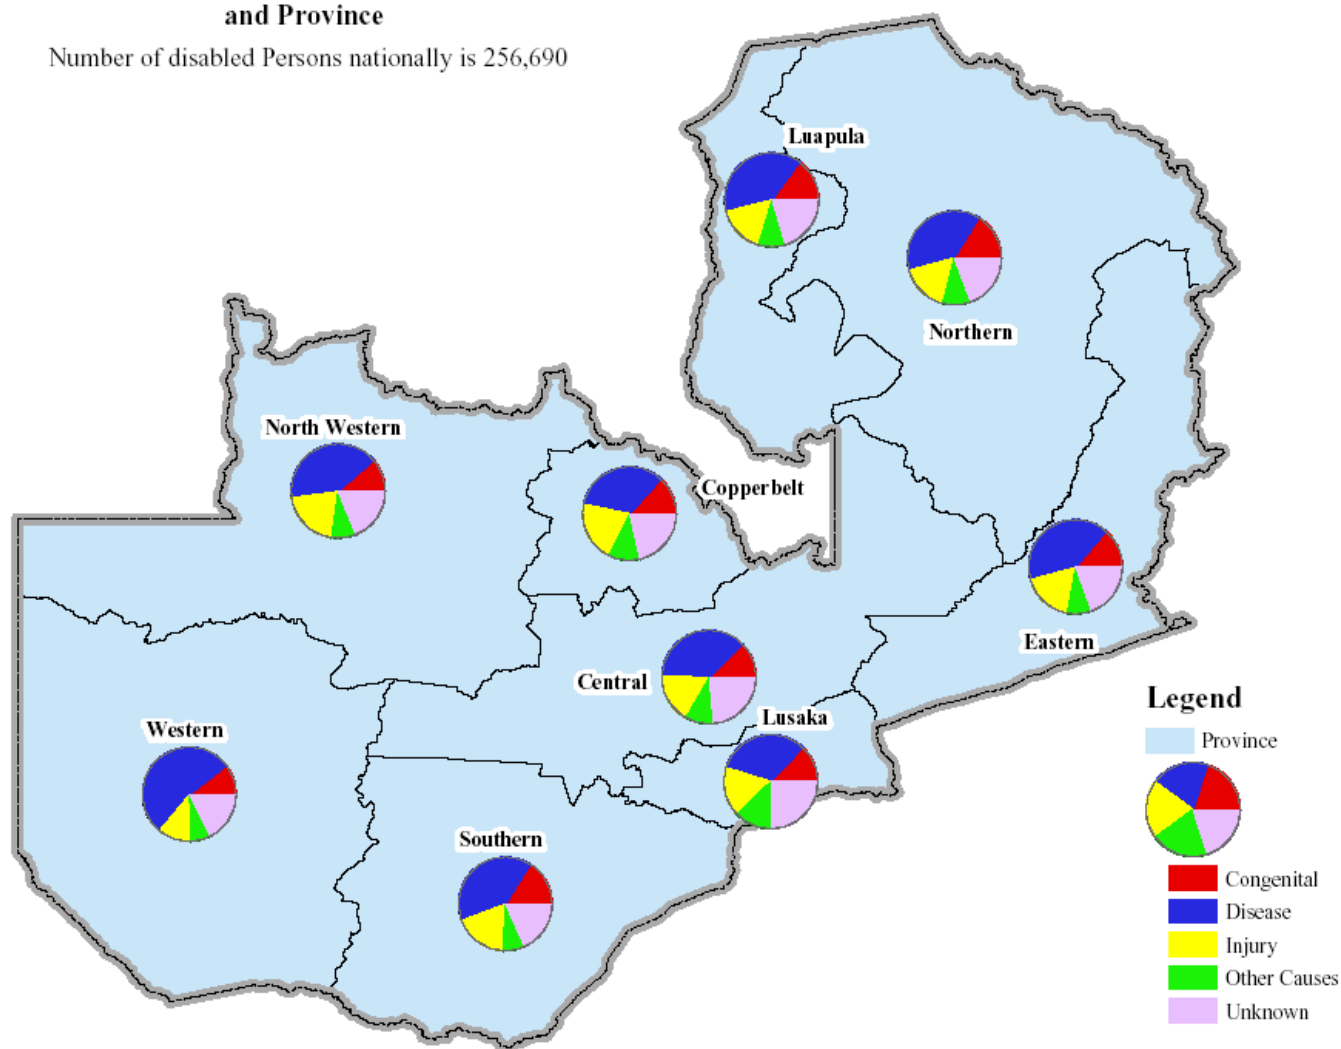 and Province
Number of disabled Persons nationally is 256,690
Luapula
Northern
North Western
Copperbelt
Eastern
Central
Lusaka
Western
Southern
Legend
Province
Congenital
Disease
Injury
Other Causes
Unknown